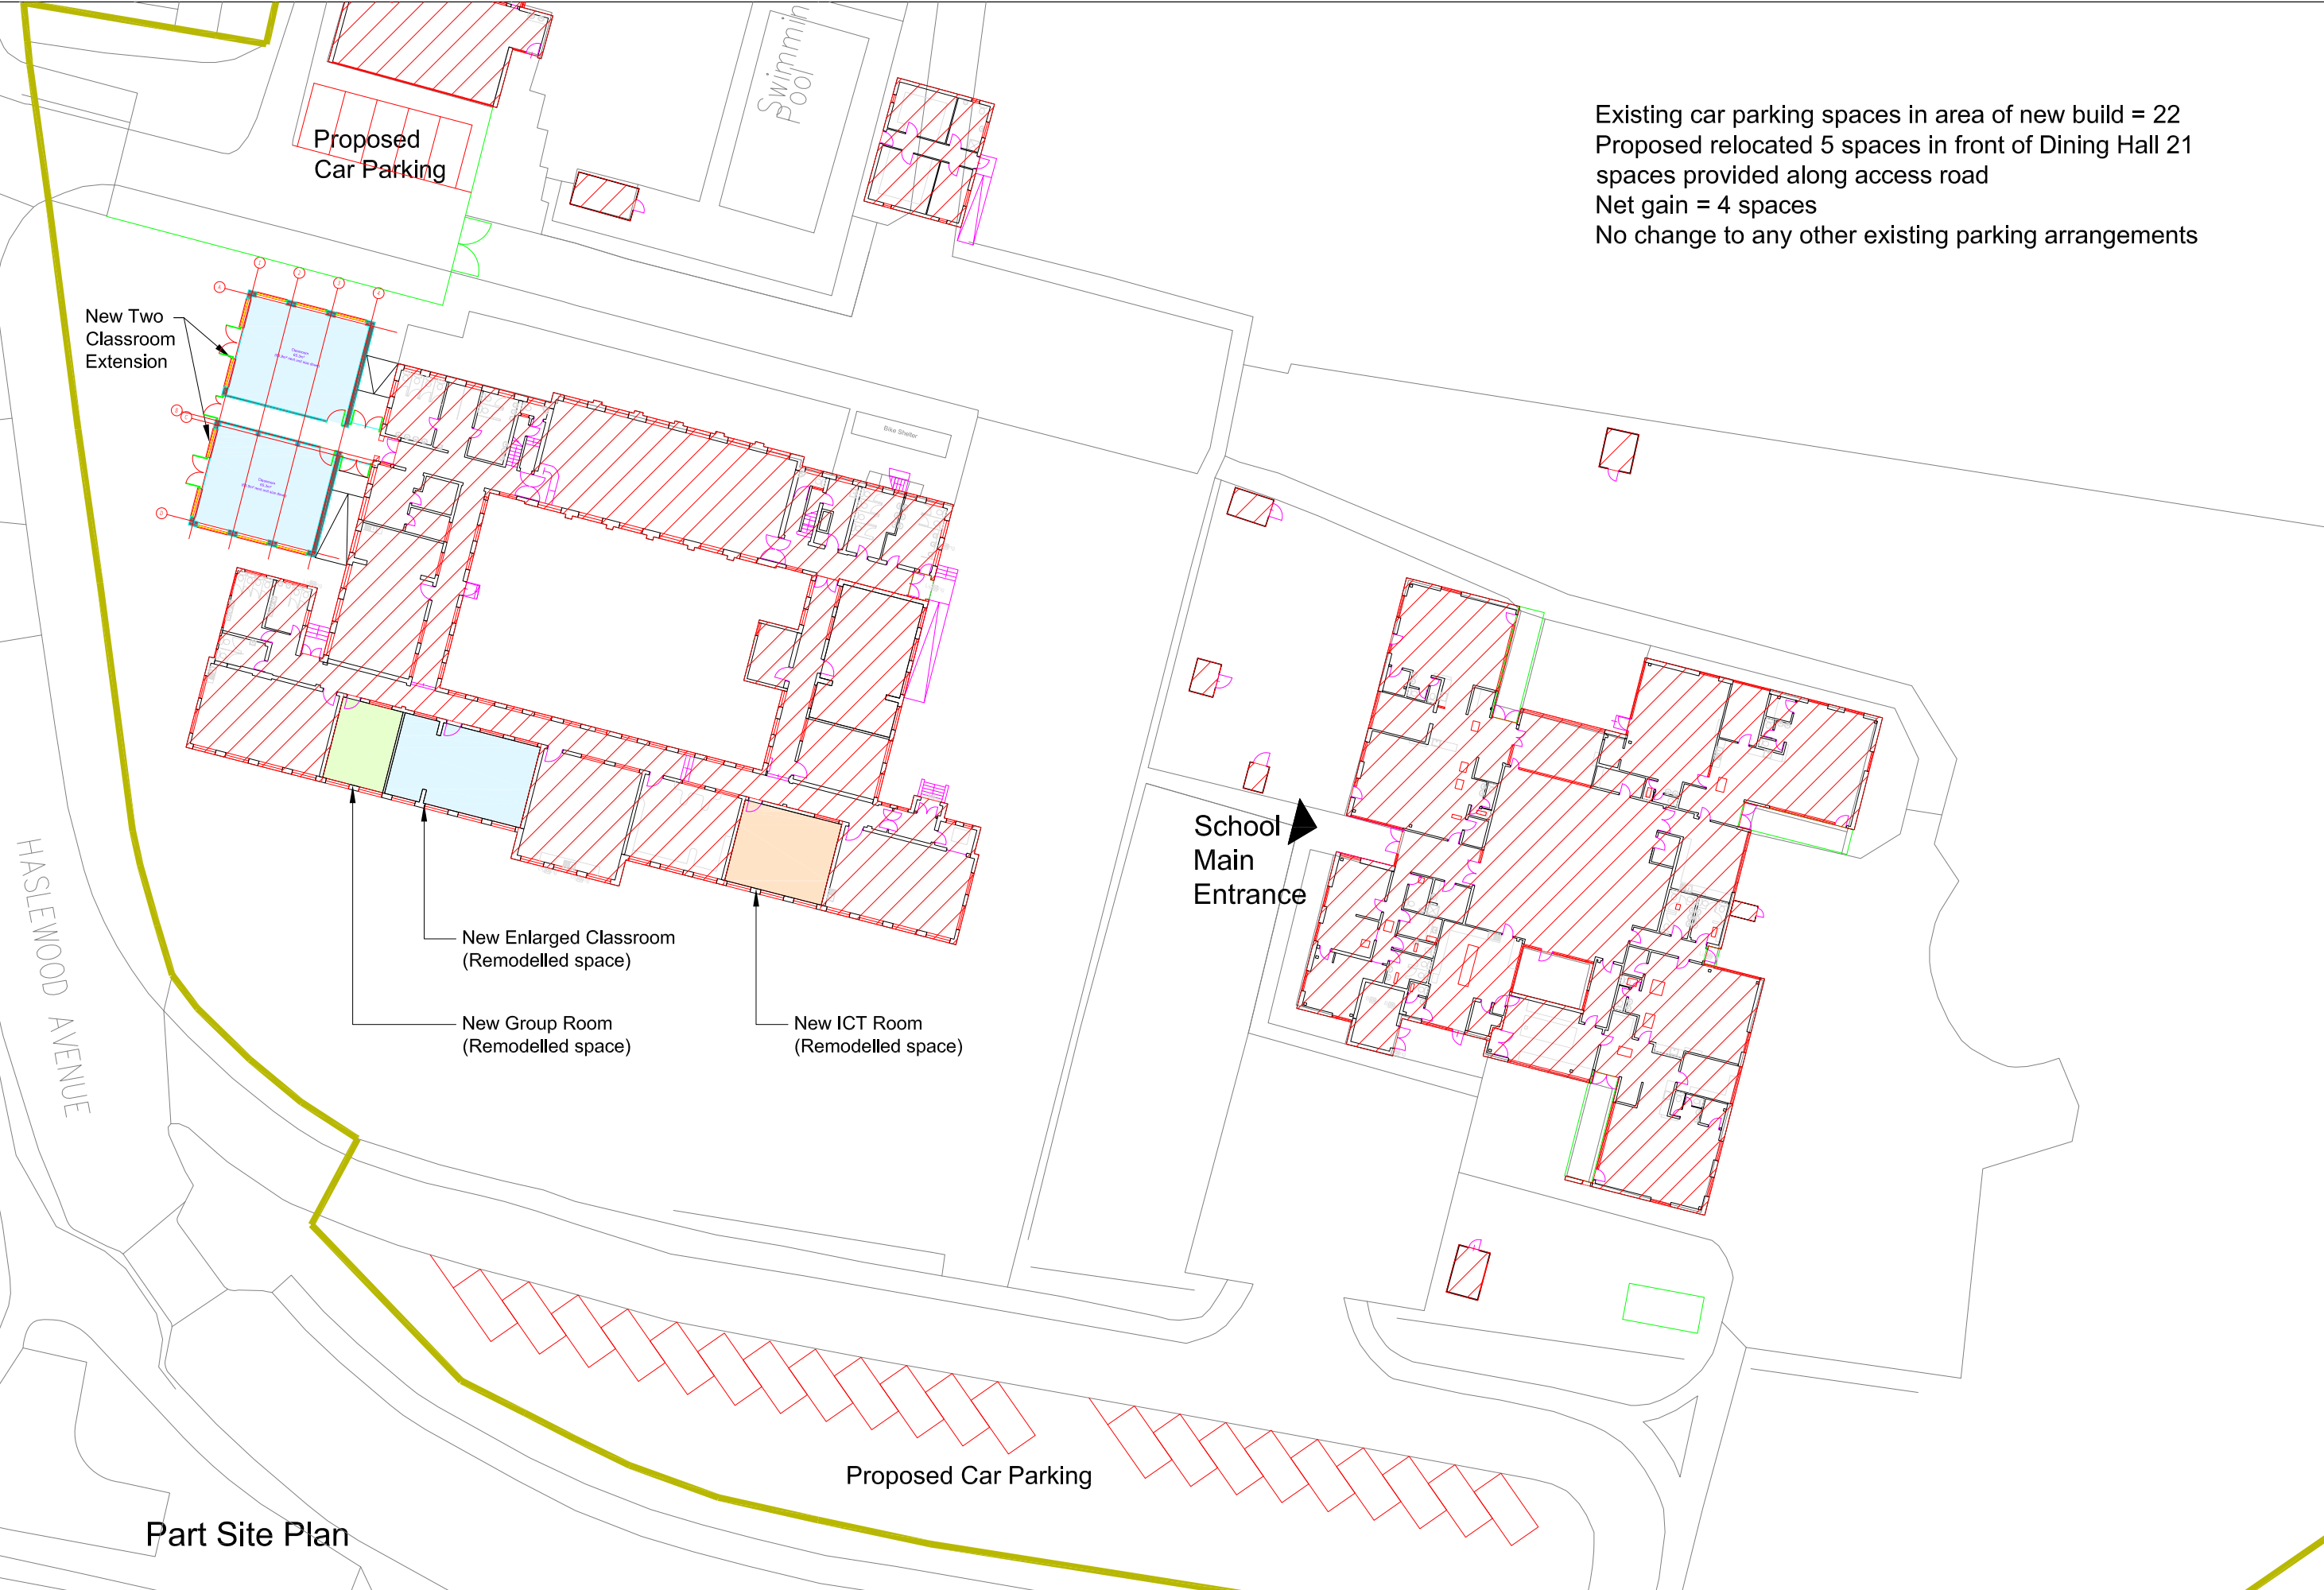 Swimming
Pool
Existing car parking spaces in area of new build = 22
Proposed relocated 5 spaces in front of Dining Hall 21
spaces provided along access road
Net gain = 4 spaces
No change to any other existing parking arrangements
Proposed
Car Parking
New Two
Classroom
Extension
Bike Shelter
Classroom
Classroom
School
Main
Entrance
HASLEWOOD AVENUE
New Enlarged Classroom
(Remodelled space)
New Group Room
(Remodelled space)
New ICT Room
(Remodelled space)
Proposed Car Parking
Part Site Plan